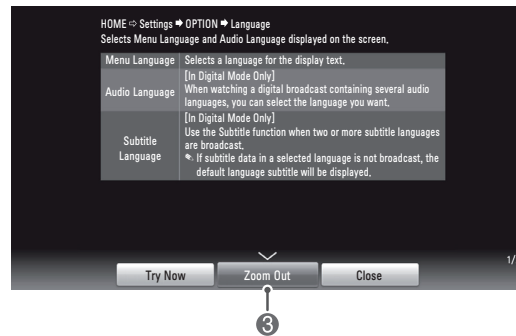 HOME ⇨ Settings ➡ OPTION ➡ Language
Selects Menu Language and Audio Language displayed on the screen.
Menu Language Selects a language for the display text.
Audio Language [In Digital Mode Only]
When watching a digital broadcast containing several audio
languages, you can select the language you want.
Subtitle Language [In Digital Mode Only]
Use the Subtitle function when two or more subtitle languages
are broadcast.
✎ If subtitle data in a selected language is not broadcast, the
default language subtitle will be displayed.
1/
Try Now Zoom Out Close
3